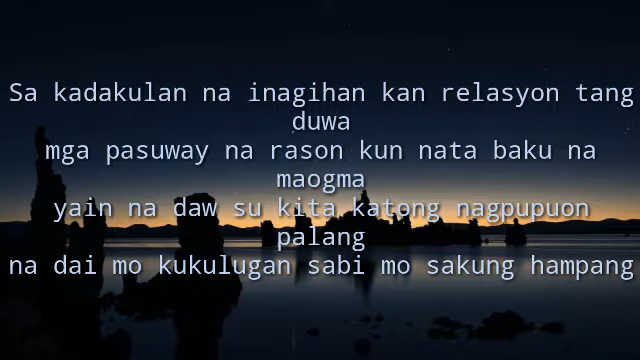 Sa kadakulan na inagihan kan relasyon tang
duwa
mga pasuway na rason kun nata baku na
maogma
yain na daw su kita katong nagpupuon
palang
na dai mo kukulugan sabi mo sakung hampang